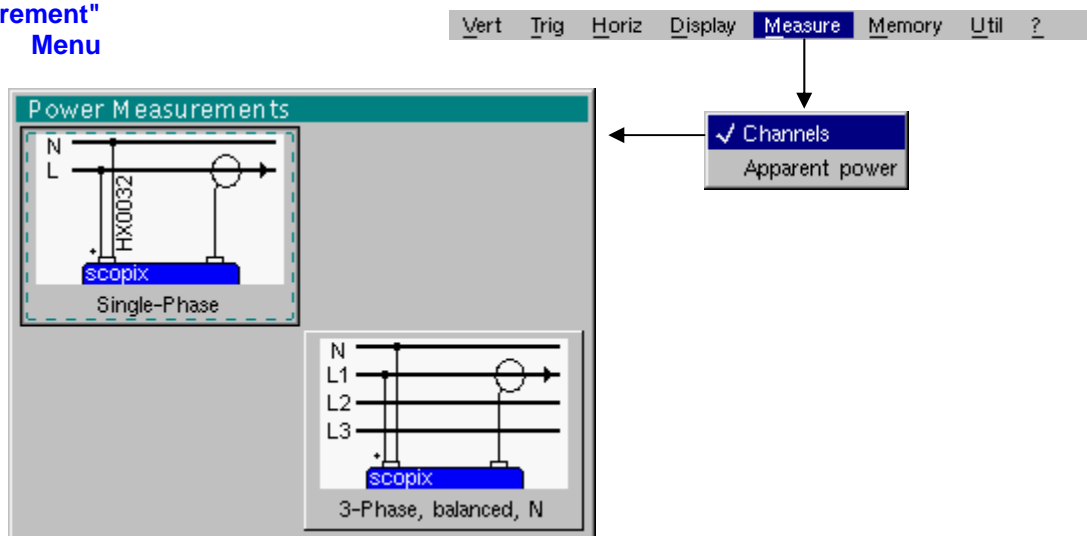 rement"
Menu
Vert Trig Horiz Display Measure Memory Util ?
Power Measurements
✓ Channels
Apparent power
N
L
HX0032
+
scopix
Single-Phase
N
L1
L2
L3
+
scopix
3-Phase, balanced, N